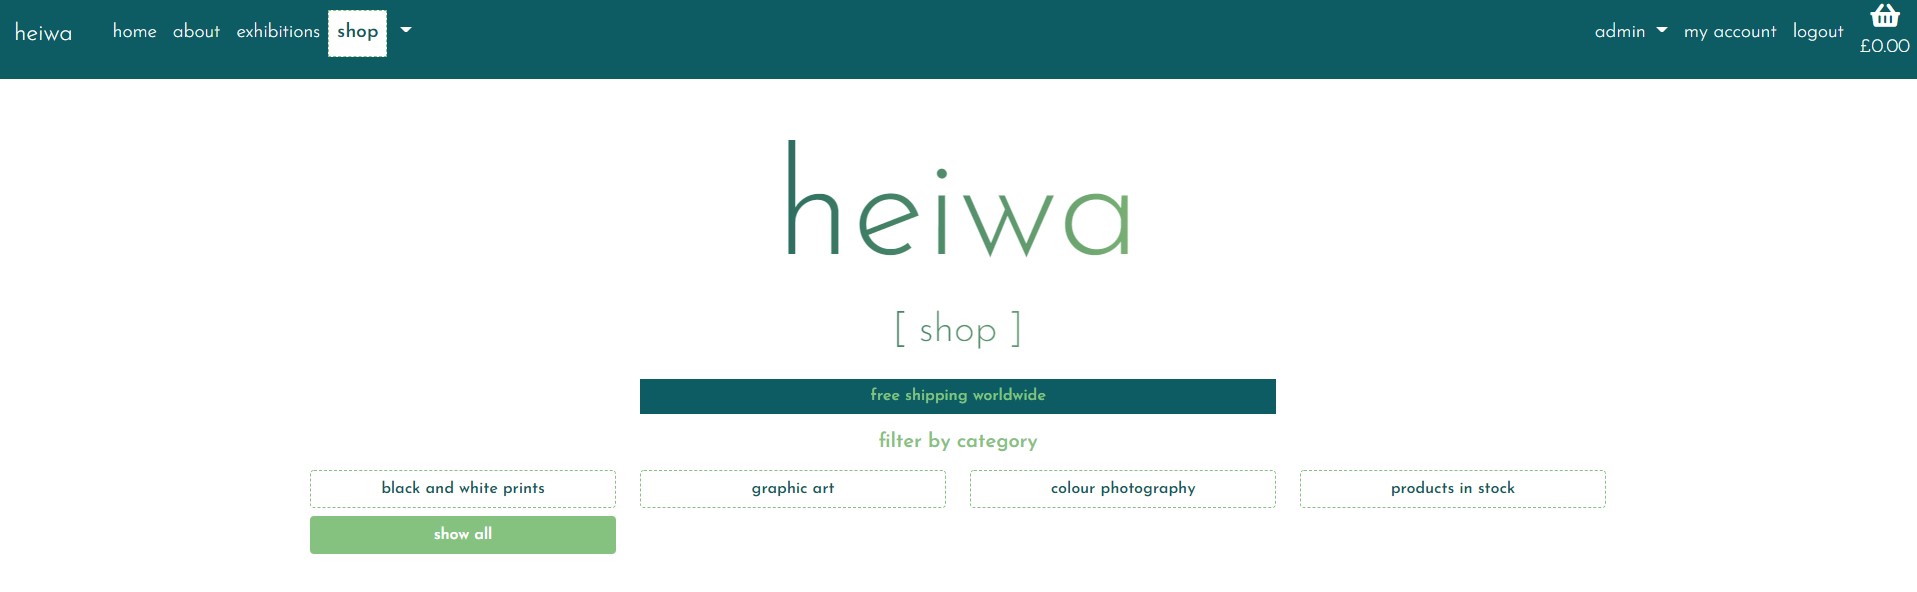 heiwa home about exhibitions shop admin my account logout £0.00
heiwa
[ shop ]
free shipping worldwide
filter by category
black and white prints graphic art colour photography products in stock
show all